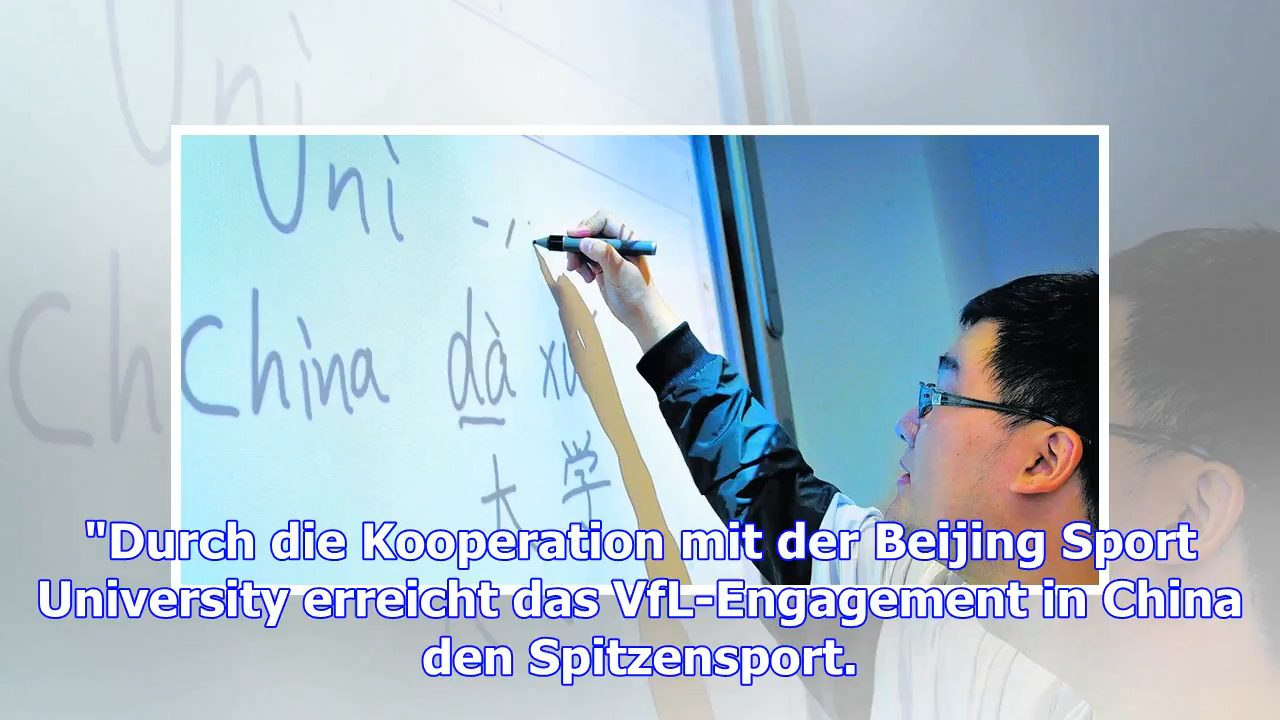 Uni
China dà xu
大 学
"Durch die Kooperation mit der Beijing Sport
University erreicht das VfL-Engagement in China
den Spitzensport.